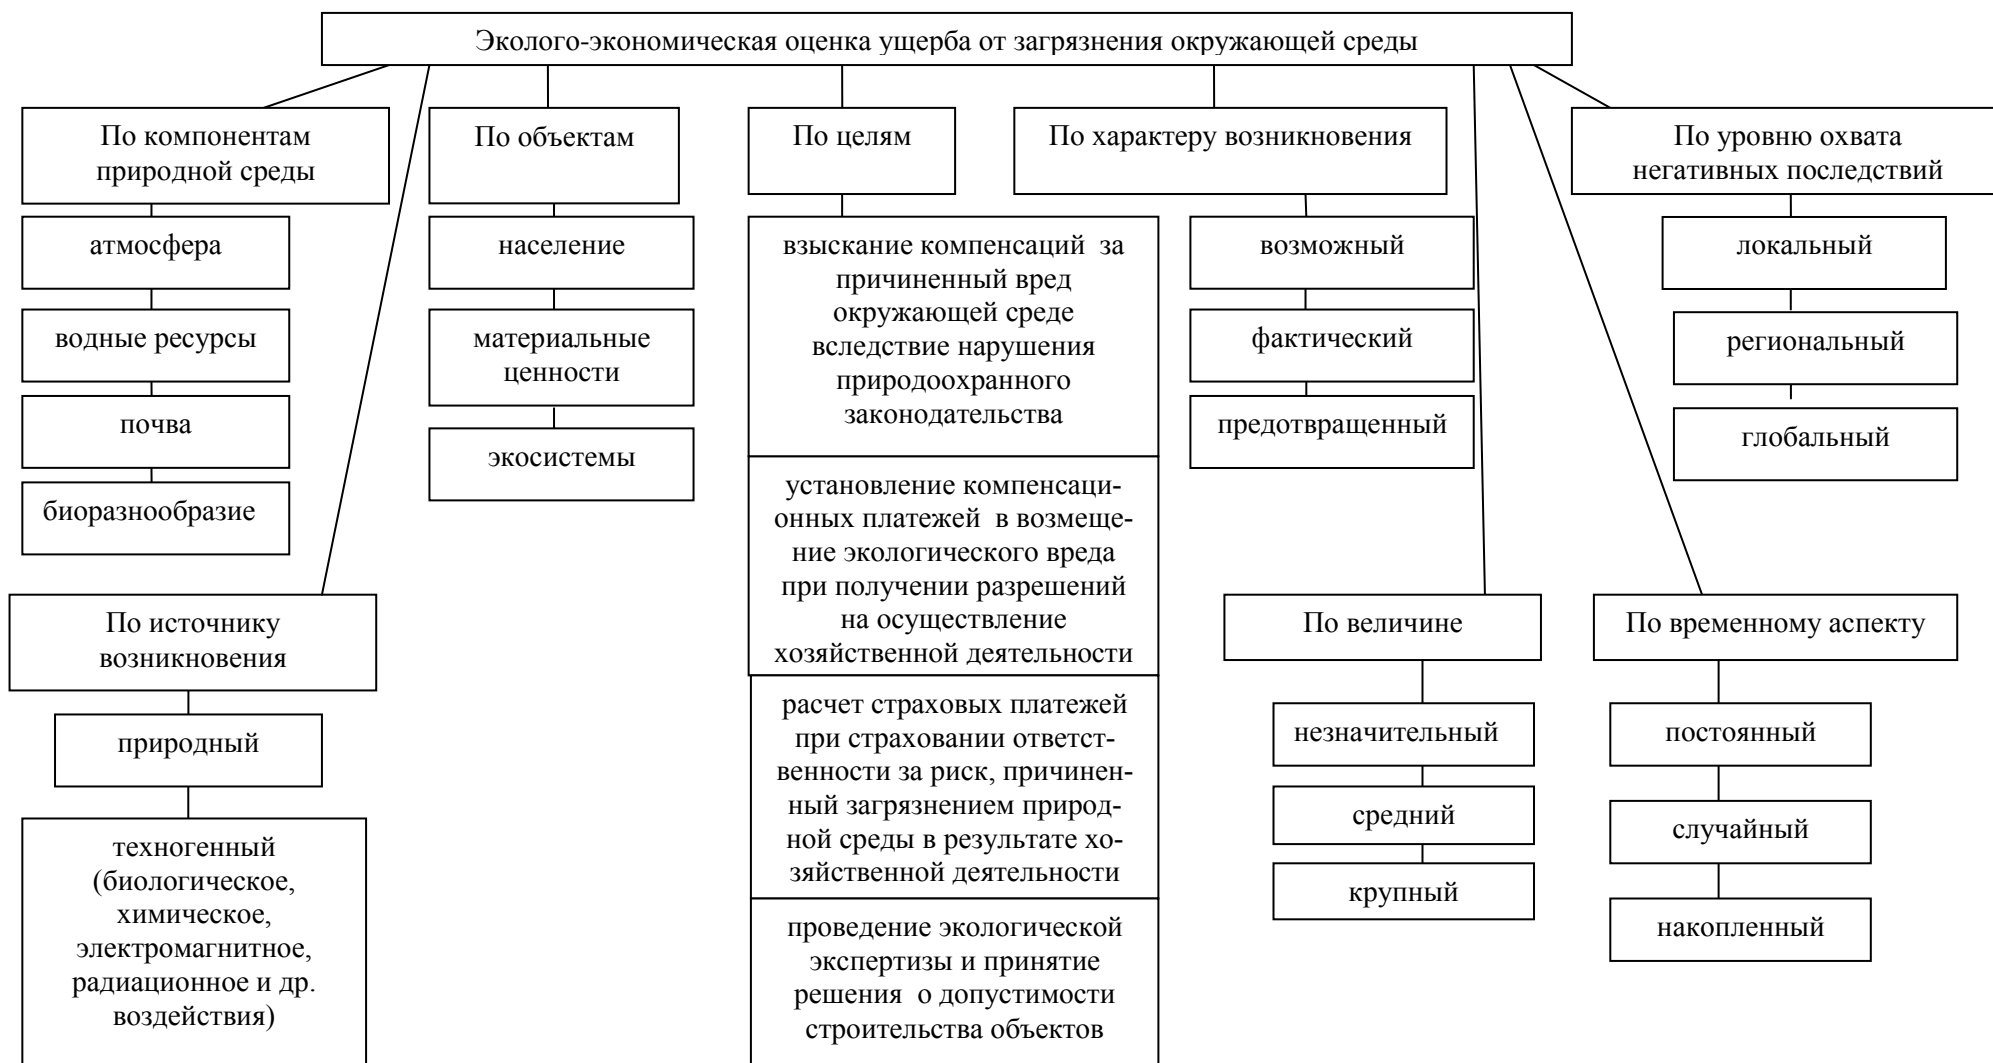 Эколого-экономическая оценка ущерба от загрязнения окружающей среды
По компонентам
природной среды
атмосфера
водные ресурсы
почва
биоразнообразие
По источнику
возникновения
природный
техногенный
(биологическое,
химическое,
электромагнитное,
радиационное и др.
воздействия)
По объектам
население
материальные
ценности
экосистемы
По целям
взыскание компенсаций за
причиненный вред
окружающей среде
вследствие нарушения
природоохранного
законодательства
установление компенсаци-
онных платежей в возмеще-
ние экологического вреда
при получении разрешений
на осуществление
хозяйственной деятельности
расчет страховых платежей
при страховании ответст-
венности за риск, причинен-
ный загрязнением природ-
ной среды в результате хо-
зяйственной деятельности
проведение экологической
экспертизы и принятие
решения о допустимости
строительства объектов
По характеру возникновения
возможный
фактический
предотвращенный
По величине
незначительный
средний
крупный
По уровню охвата
негативных последствий
локальный
региональный
глобальный
По временному аспекту
постоянный
случайный
накопленный